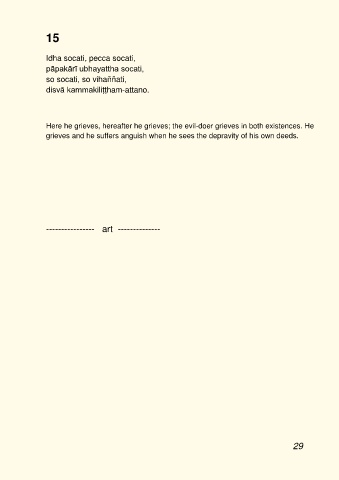 15
Idha socati, pecca socati,
pāpakārī ubhayattha socati,
so socati, so vihaññati,
disvā kammakiliṭṭham-attano.
Here he grieves, hereafter he grieves; the evil-doer grieves in both existences. He
grieves and he suffers anguish when he sees the depravity of his own deeds.
---------------- art --------------
29